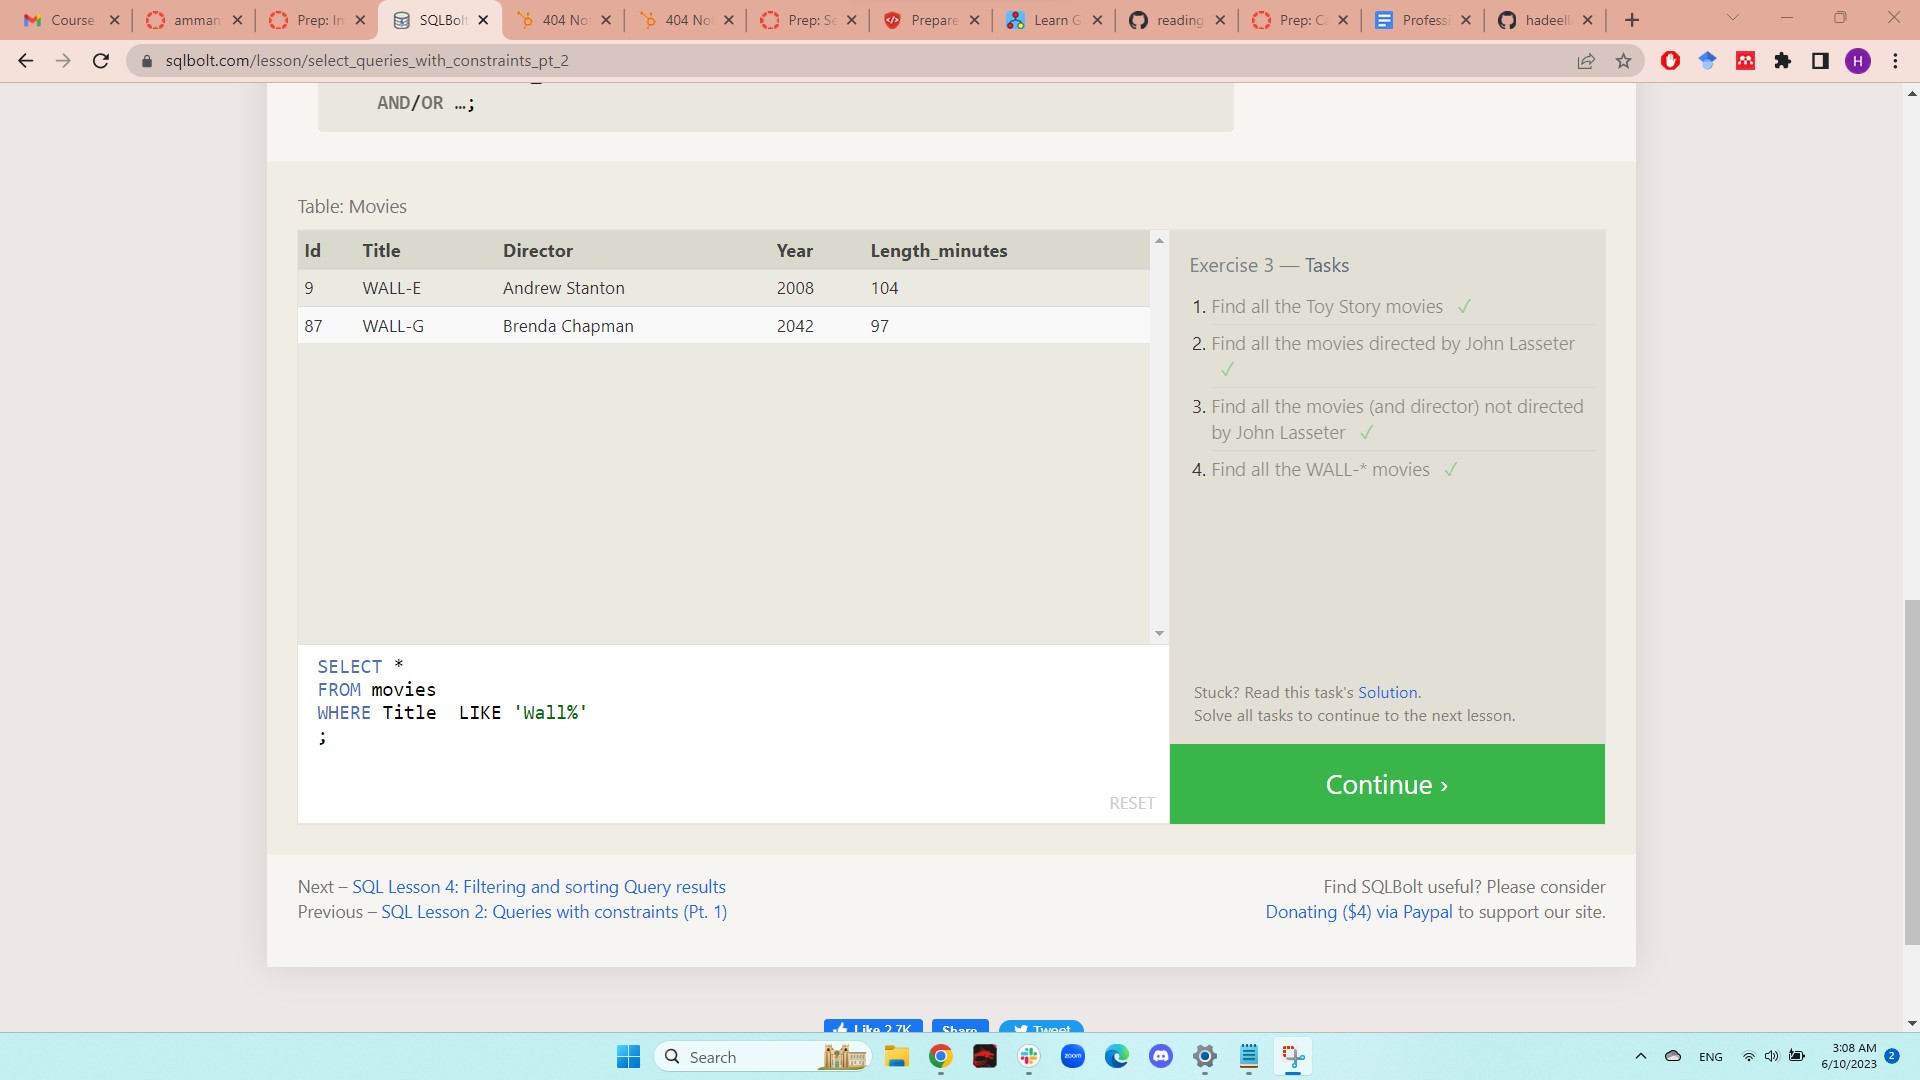 Course
amman
Prep: In
SQLBolt
404 No
404 No
Prep: Se
Prepare
Learn G
reading
Prep: C
Profess
hadeell
sqlbolt.com/lesson/select_queries_with_constraints_pt_2
H
AND/OR …;
Table: Movies
Id Title Director Year Length_minutes
9 WALL-E Andrew Stanton 2008 104
87 WALL-G Brenda Chapman 2042 97
Exercise 3 — Tasks
1. Find all the Toy Story movies ✓
2. Find all the movies directed by John Lasseter
✓
3. Find all the movies (and director) not directed
by John Lasseter ✓
4. Find all the WALL-* movies ✓
SELECT *
FROM movies
WHERE Title  LIKE 'Wall%'
;
RESET
Stuck? Read this task's Solution.
Solve all tasks to continue to the next lesson.
Continue ›
Next – SQL Lesson 4: Filtering and sorting Query results
Previous – SQL Lesson 2: Queries with constraints (Pt. 1)
Find SQLBolt useful? Please consider
Donating ($4) via Paypal to support our site.
Like 2.7K
Share
Tweet
Search
zoom
ENG
3:08 AM
6/10/2023
2